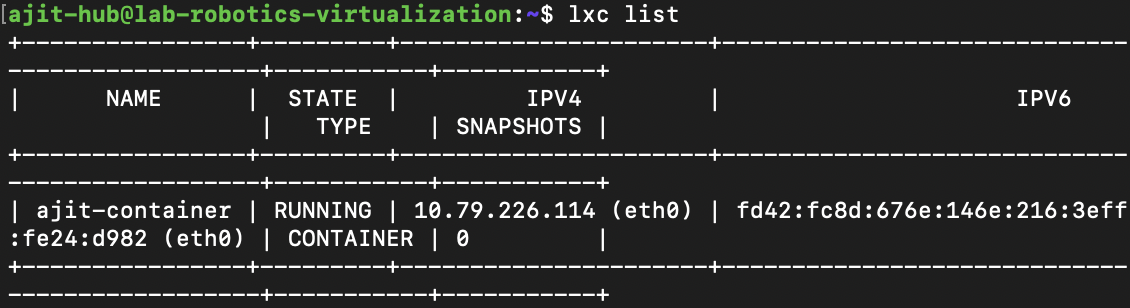 [ajit-hub@lab-robotics-virtualization:~$ lxc list
+----------------+---------+----------------------+-----------------------------
------------------+-----------+-----------+
|      NAME      |  STATE  |         IPV4         |                     IPV6
                  |   TYPE    | SNAPSHOTS |
+----------------+---------+----------------------+-----------------------------
------------------+-----------+-----------+
| ajit-container | RUNNING | 10.79.226.114 (eth0) | fd42:fc8d:676e:146e:216:3eff
:fe24:d982 (eth0) | CONTAINER | 0         |
+----------------+---------+----------------------+-----------------------------
------------------+-----------+-----------+